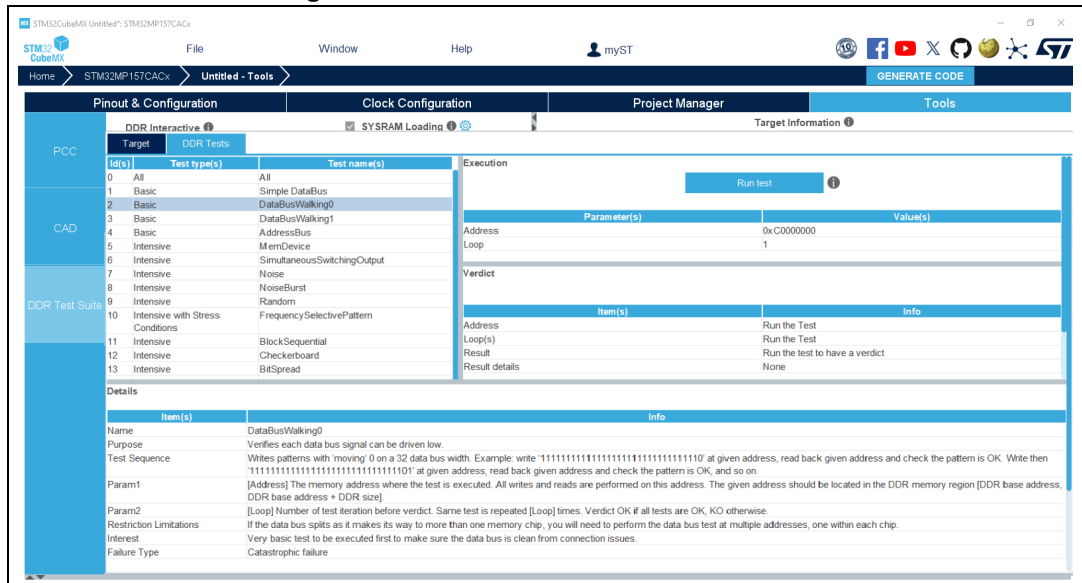 STM32CubeMX Untitled*: STM32MP157CACx
STM32 CubeMX
File Window Help myST
Home STM32MP157CACx Untitled - Tools GENERATE CODE
Pinout & Configuration Clock Configuration Project Manager Tools
DDR Interactive SYSRAM Loading Target Information
PCC
CAD
DDR Test Suite
Target DDR Tests
Id(s) Test type(s) Test name(s)
0 All All
1 Basic Simple DataBus
2 Basic DataBusWalking0
3 Basic DataBusWalking1
4 Basic AddressBus
5 Intensive MemDevice
6 Intensive SimultaneousSwitchingOutput
7 Intensive Noise
8 Intensive NoiseBurst
9 Intensive Random
10 Intensive with Stress Conditions FrequencySelectivePattern
11 Intensive BlockSequential
12 Intensive Checkerboard
13 Intensive BitSpread
Execution
Run test
Parameter(s) Value(s)
Address 0xC0000000
Loop 1
Verdict
Item(s) Info
Address Run the Test
Loop(s) Run the Test
Result Run the test to have a verdict
Result details None
Details
Item(s) Info
Name DataBusWalking0
Purpose Verifies each data bus signal can be driven low.
Test Sequence Writes patterns with 'moving' 0 on a 32 data bus width. Example: write '11111111111111111111111111111110' at given address, read back given address and check the pattern is OK. Write then
'11111111111111111111111111111101' at given address, read back given address and check the pattern is OK, and so on.
Param1 [Address] The memory address where the test is executed. All writes and reads are performed on this address. The given address should be located in the DDR memory region [DDR base address,
DDR base address + DDR size].
Param2 [Loop] Number of test iteration before verdict. Same test is repeated [Loop] times. Verdict OK if all tests are OK, KO otherwise.
Restriction Limitations If the data bus splits as it makes its way to more than one memory chip, you will need to perform the data bus test at multiple addresses, one within each chip.
Interest Very basic test to be executed first to make sure the data bus is clean from connection issues.
Failure Type Catastrophic failure